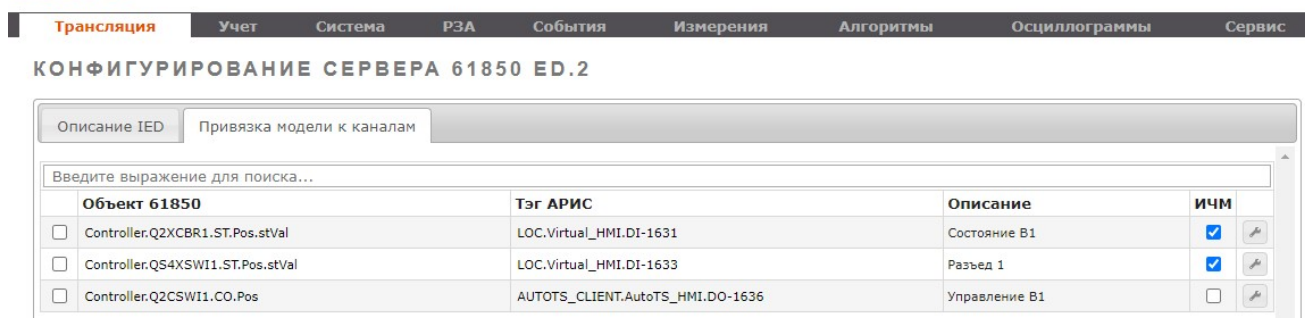 Трансляция Учет Система РЗА События Измерения Алгоритмы Осциллограммы Сервис
КОНФИГУРИРОВАНИЕ СЕРВЕРА 61850 ED.2
Описание IED Привязка модели к каналам
Введите выражение для поиска...
Объект 61850 Тэг АРИС Описание ИЧМ
Controller.Q2XCBR1.ST.Pos.stVal LOC.Virtual_HMI.DI-1631 Состояние В1
Controller.QS4XSWI1.ST.Pos.stVal LOC.Virtual_HMI.DI-1633 Разъед 1
Controller.Q2CSWI1.CO.Pos AUTOTS_CLIENT.AutoTS_HMI.DO-1636 Управление В1